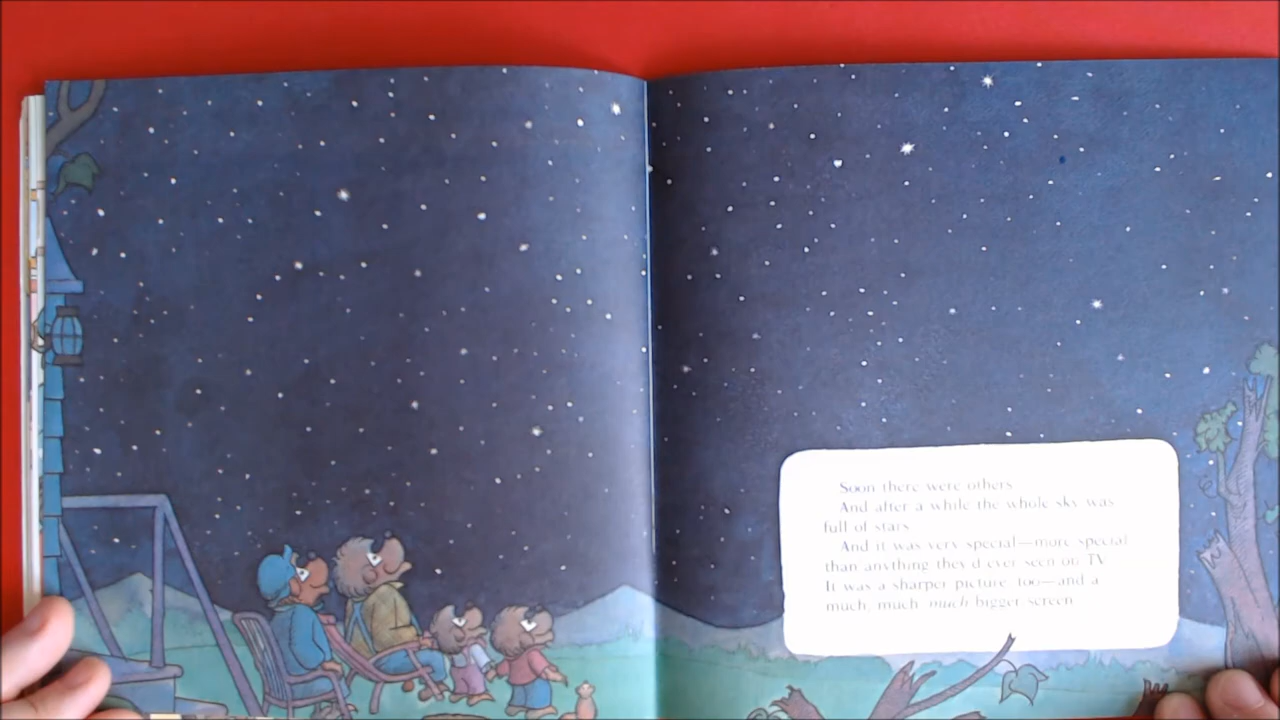 Soon there were others.
And after a while the whole sky was
full of stars.
And it was very special—more special
than anything they'd ever seen on TV.
It was a sharper picture, too—and a
much, much, much bigger screen.